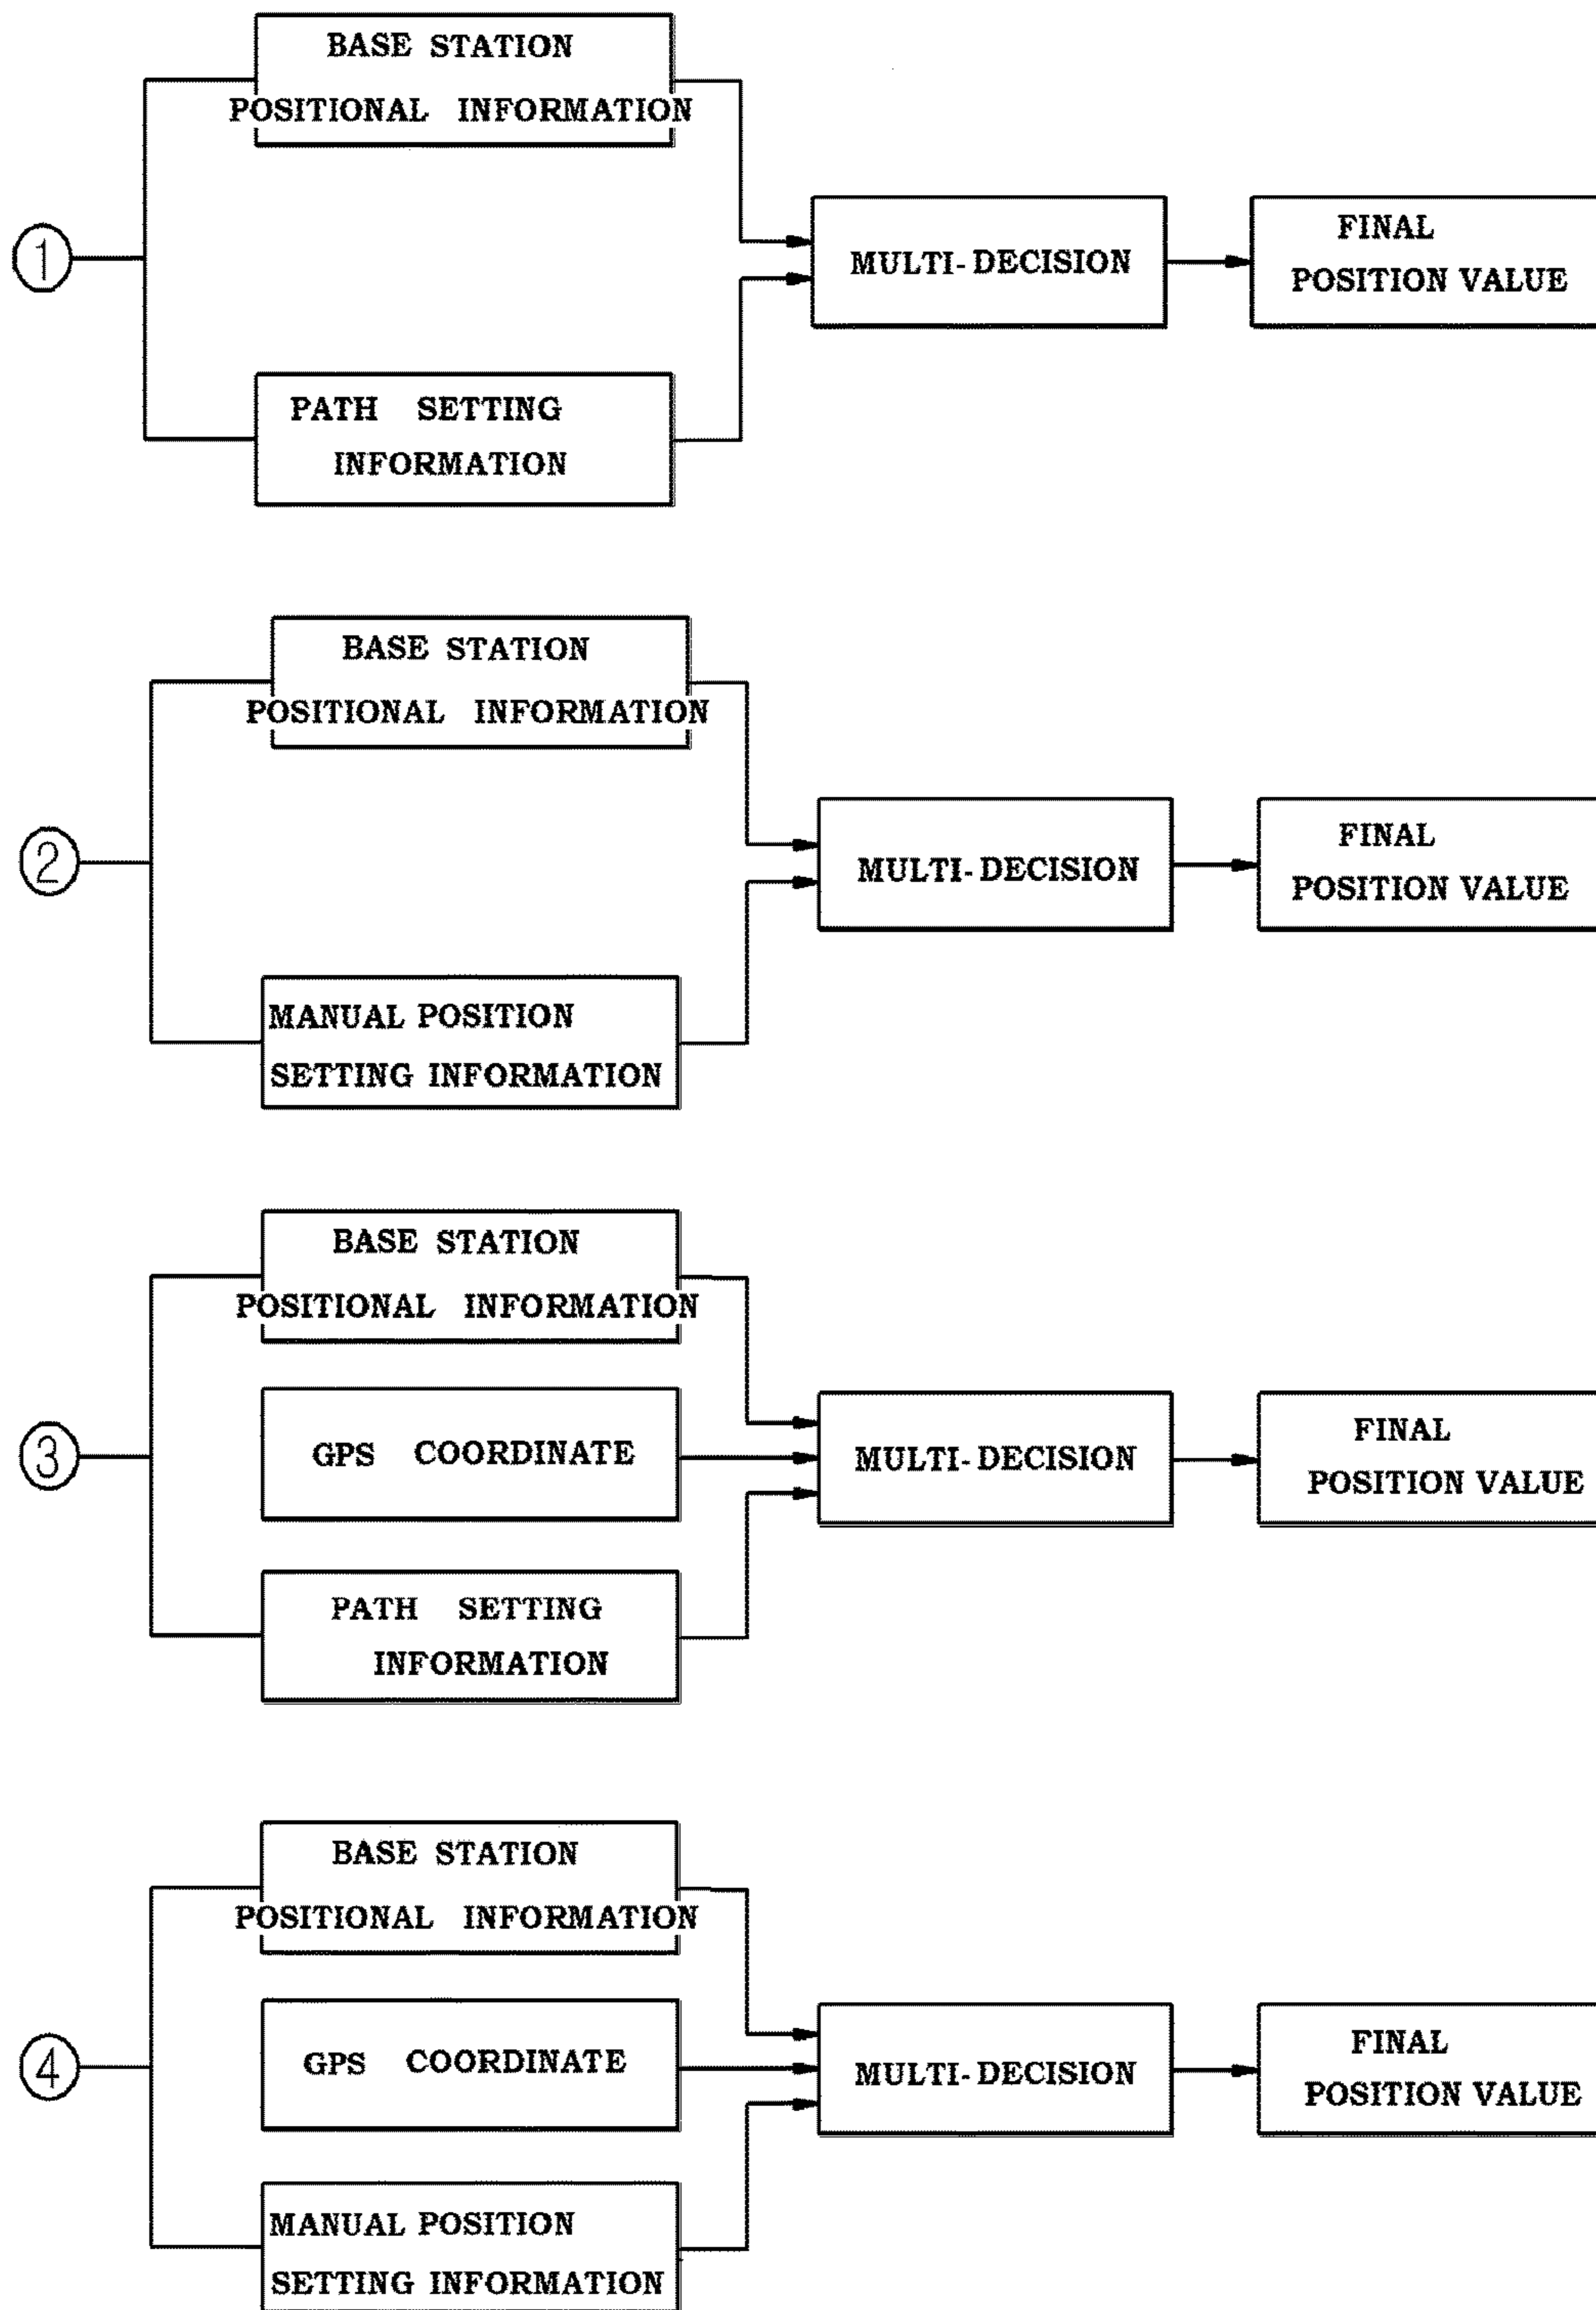 BASE STATION
POSITIONAL INFORMATION
1
MULTI-DECISION
FINAL
POSITION VALUE
PATH SETTING
INFORMATION
BASE STATION
POSITIONAL INFORMATION
2
MULTI-DECISION
FINAL
POSITION VALUE
MANUAL POSITION
SETTING INFORMATION
BASE STATION
POSITIONAL INFORMATION
3
GPS COORDINATE
MULTI-DECISION
FINAL
POSITION VALUE
PATH SETTING
INFORMATION
BASE STATION
POSITIONAL INFORMATION
4
GPS COORDINATE
MULTI-DECISION
FINAL
POSITION VALUE
MANUAL POSITION
SETTING INFORMATION